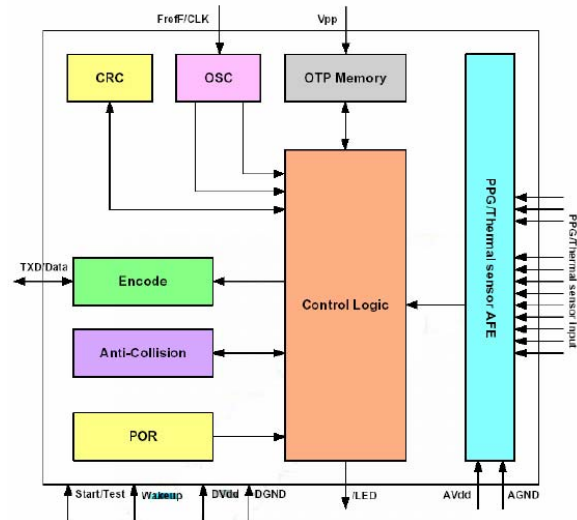 FrefF/CLK
Vpp
CRC
OSC
OTP Memory
PPG/Thermal sensor AFE
PPG/Thermal sensor Input
TXD/Data
Encode
Control Logic
Anti-Collision
POR
Start/Test
Wakeup
DVdd
DGND
/LED
AVdd
AGND